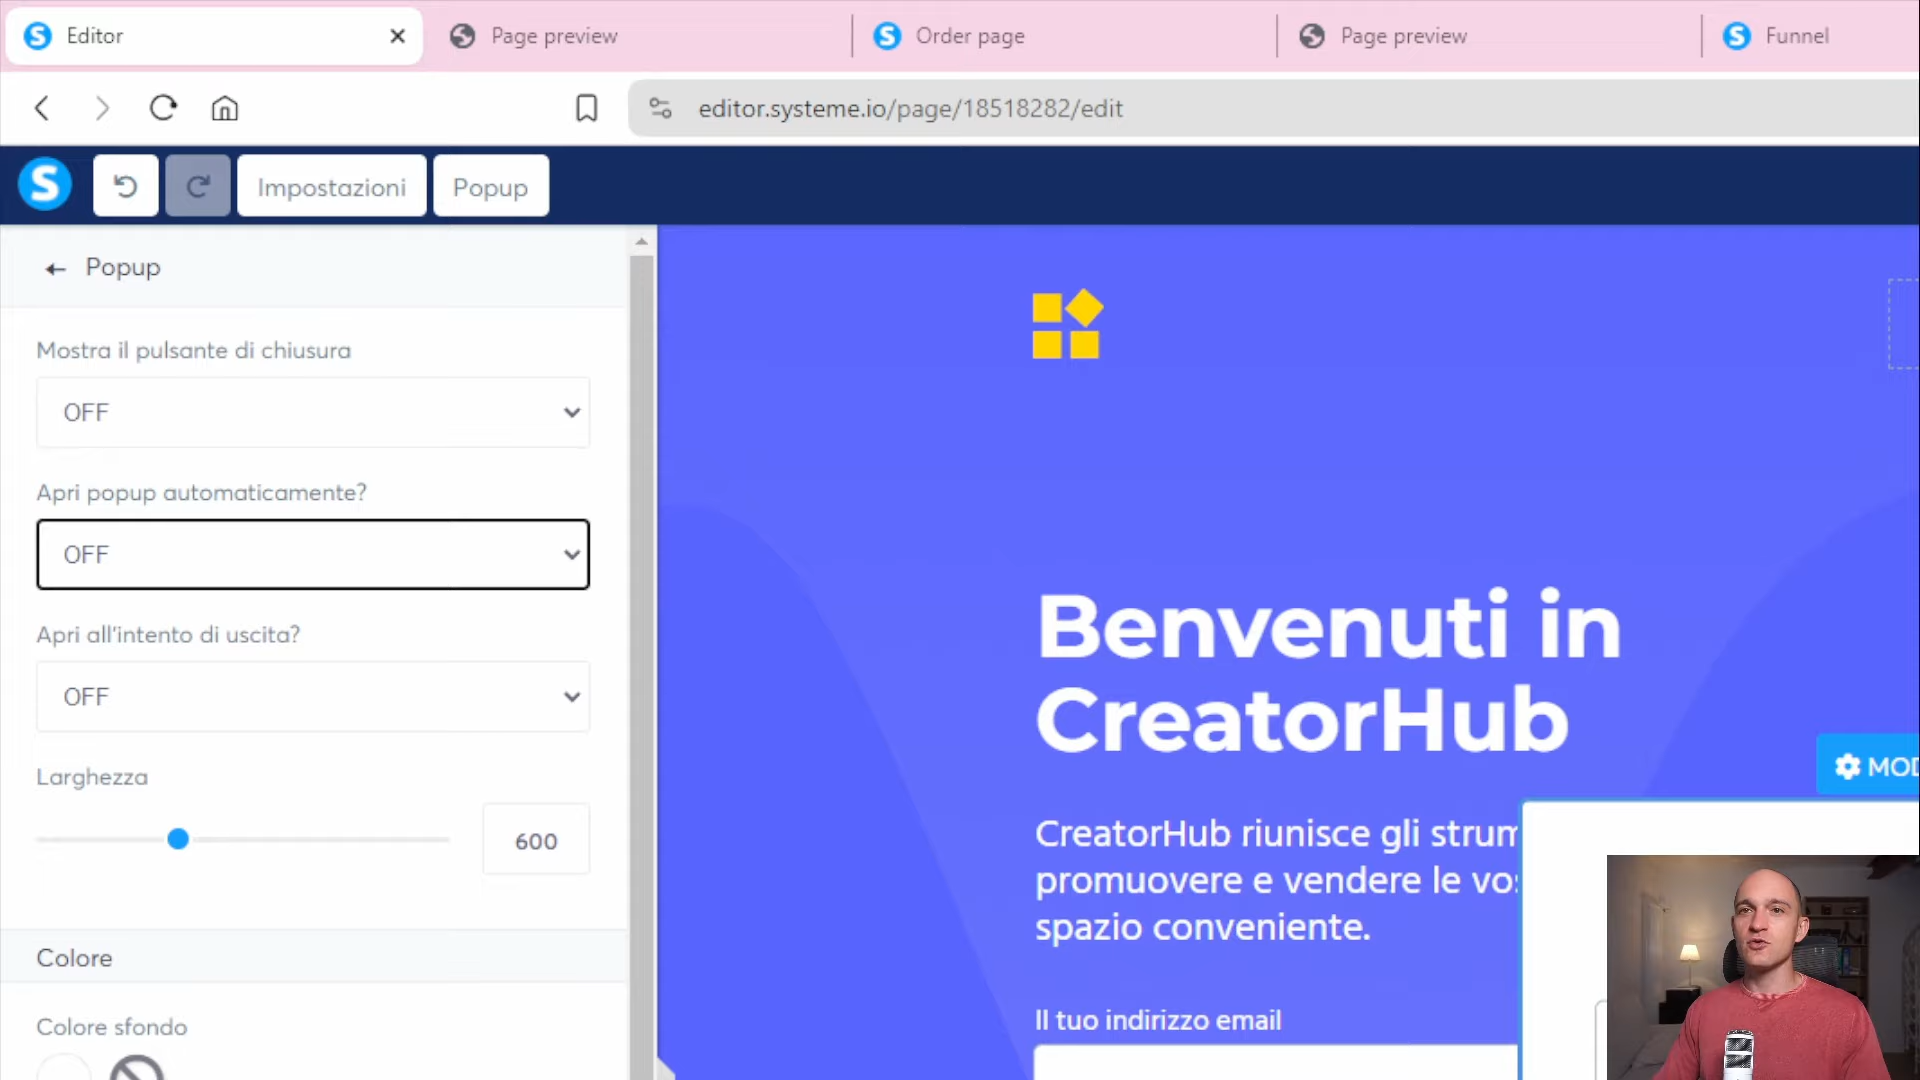 Editor
Page preview
Order page
Page preview
Funnel
editor.systeme.io/page/18518282/edit
Impostazioni
Popup
Popup
Mostra il pulsante di chiusura
OFF
Apri popup automaticamente?
OFF
Apri all'intento di uscita?
OFF
Larghezza
600
Colore
Colore sfondo
Benvenuti in
CreatorHub
MOD
CreatorHub riunisce gli strum
promuovere e vendere le vos
spazio conveniente.
Il tuo indirizzo email